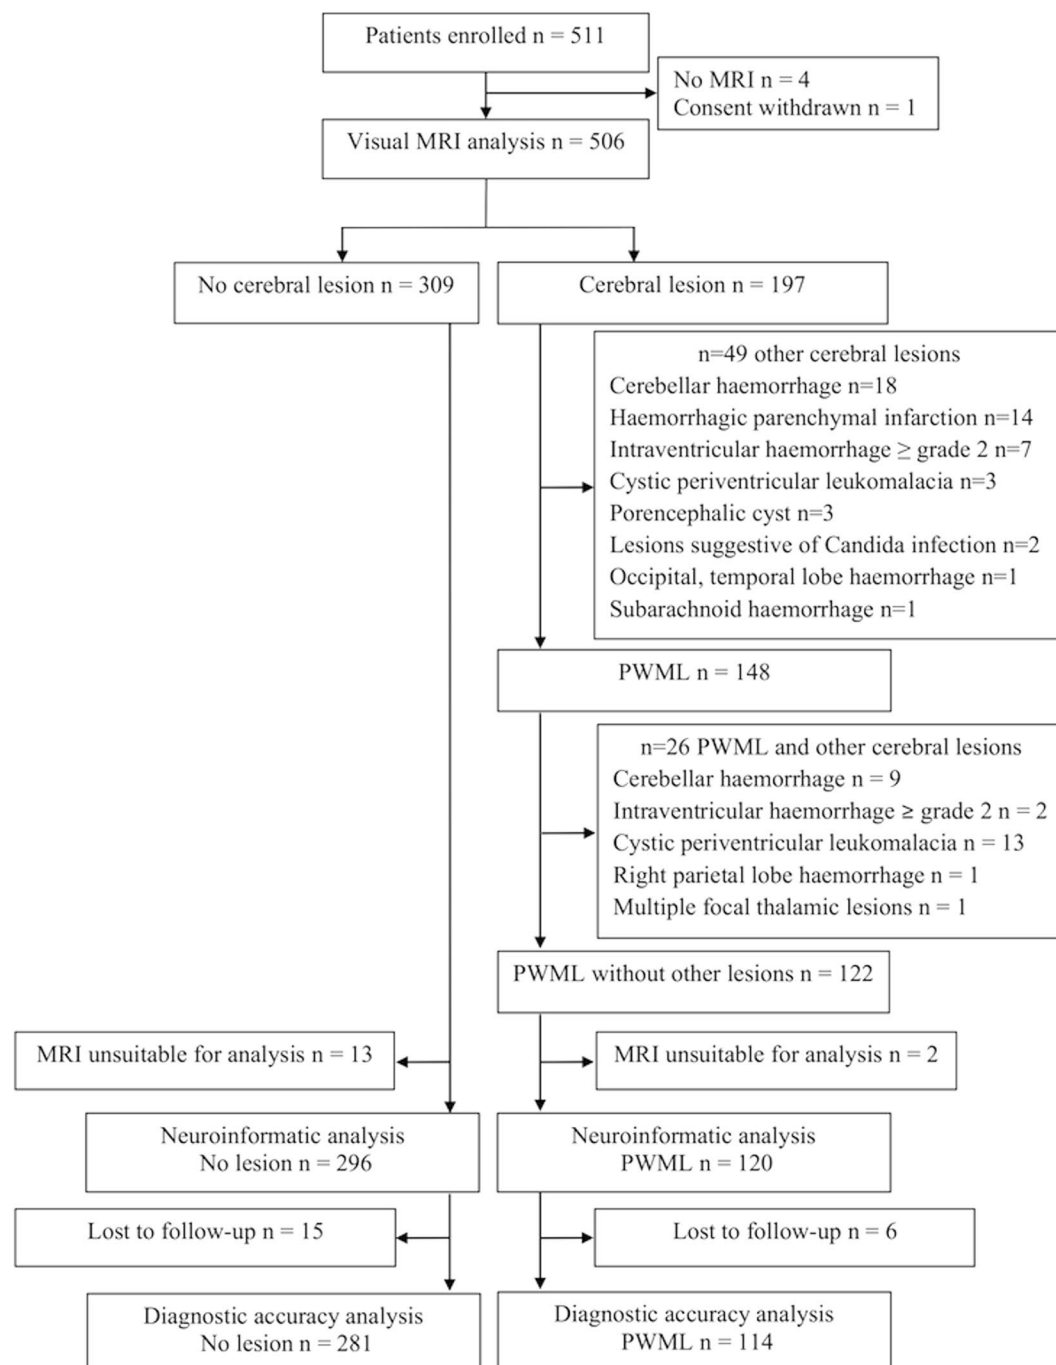 Patients enrolled n = 511
No MRI n = 4
Consent withdrawn n = 1
Visual MRI analysis n = 506
No cerebral lesion n = 309
Cerebral lesion n = 197
n=49 other cerebral lesions
Cerebellar haemorrhage n=18
Haemorrhagic parenchymal infarction n=14
Intraventricular haemorrhage ≥ grade 2 n=7
Cystic periventricular leukomalacia n=3
Porencephalic cyst n=3
Lesions suggestive of Candida infection n=2
Occipital, temporal lobe haemorrhage n=1
Subarachnoid haemorrhage n=1
PWML n = 148
n=26 PWML and other cerebral lesions
Cerebellar haemorrhage n = 9
Intraventricular haemorrhage ≥ grade 2 n = 2
Cystic periventricular leukomalacia n = 13
Right parietal lobe haemorrhage n = 1
Multiple focal thalamic lesions n = 1
PWML without other lesions n = 122
MRI unsuitable for analysis n = 13
MRI unsuitable for analysis n = 2
Neuroinformatic analysis
No lesion n = 296
Neuroinformatic analysis
PWML n = 120
Lost to follow-up n = 15
Lost to follow-up n = 6
Diagnostic accuracy analysis
No lesion n = 281
Diagnostic accuracy analysis
PWML n = 114